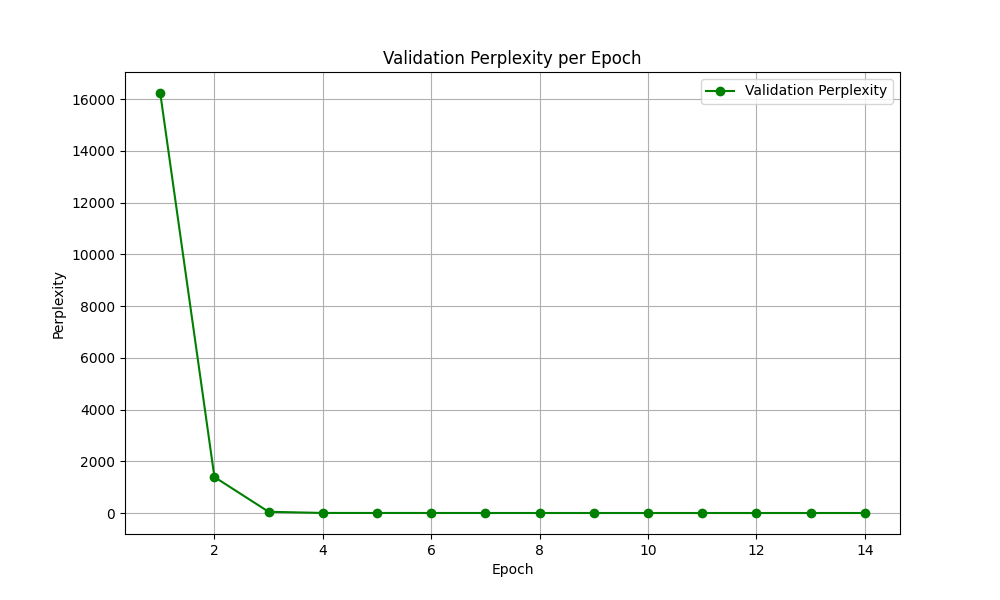 Validation Perplexity per Epoch
Validation Perplexity
16000
14000
12000
10000
8000
6000
4000
2000
0
Perplexity
2 4 6 8 10 12 14
Epoch